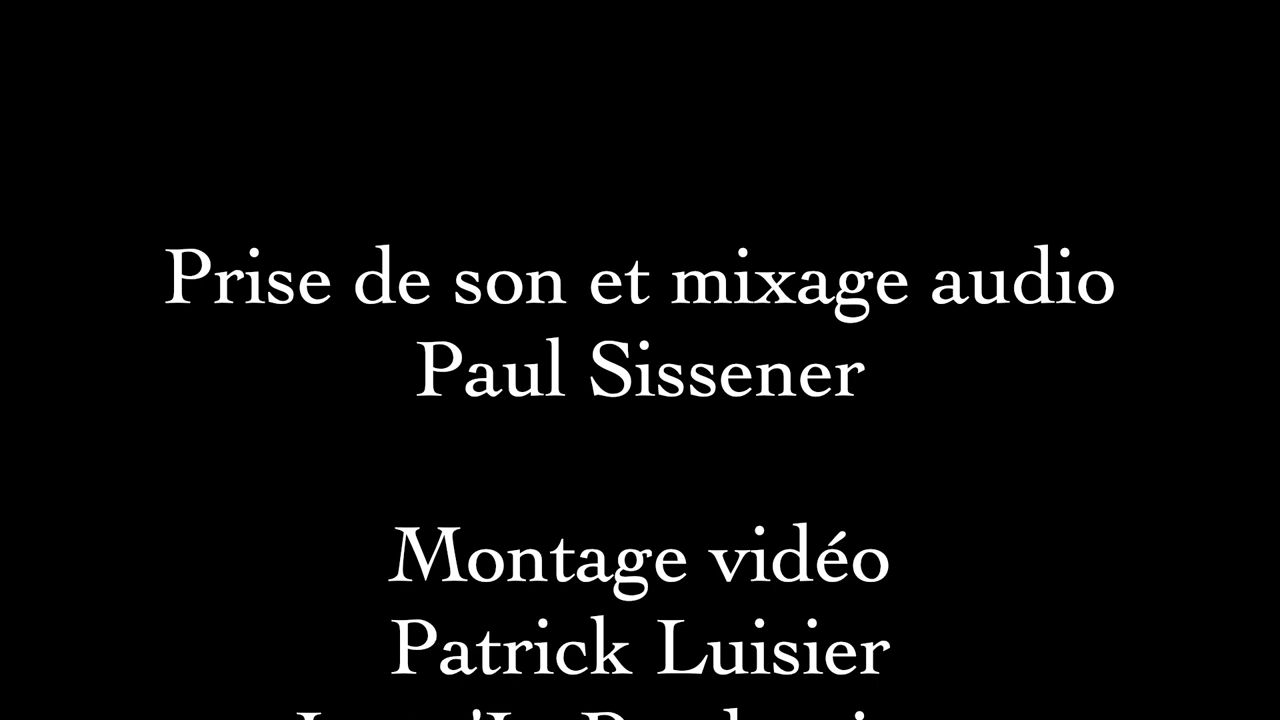 Prise de son et mixage audio
Paul Sissener
Montage vidéo
Patrick Luisier